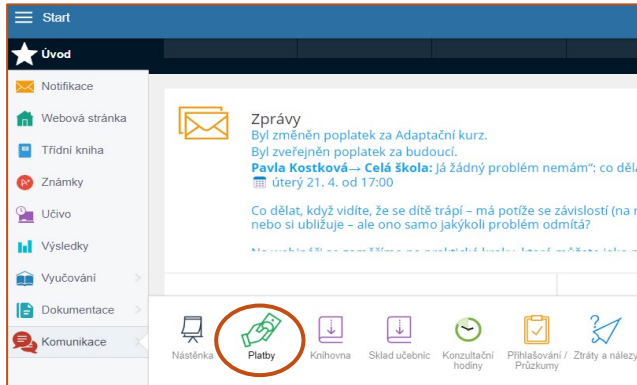 Start
Úvod
Notifikace
Webová stránka
Třídní kniha
Známky
Učivo
Výsledky
Vyučování
Dokumentace
Komunikace
Zprávy
Byl změněn poplatek za Adaptační kurz.
Byl zveřejněn poplatek za budoucí.
Pavla Kostková→ Celá škola: Já žádný problém nemám“: co děla
úterý 21. 4. od 17:00
Co dělat, když vidíte, že se dítě trápí – má potíže se závislostí (na
nebo si ubližuje – ale ono samo jakýkoli problém odmítá?
Nástěnka
Platby
Knihovna
Sklad učebnic
Konzultační
hodiny
Přihlašování /
Průzkumy
Ztráty a nálezy